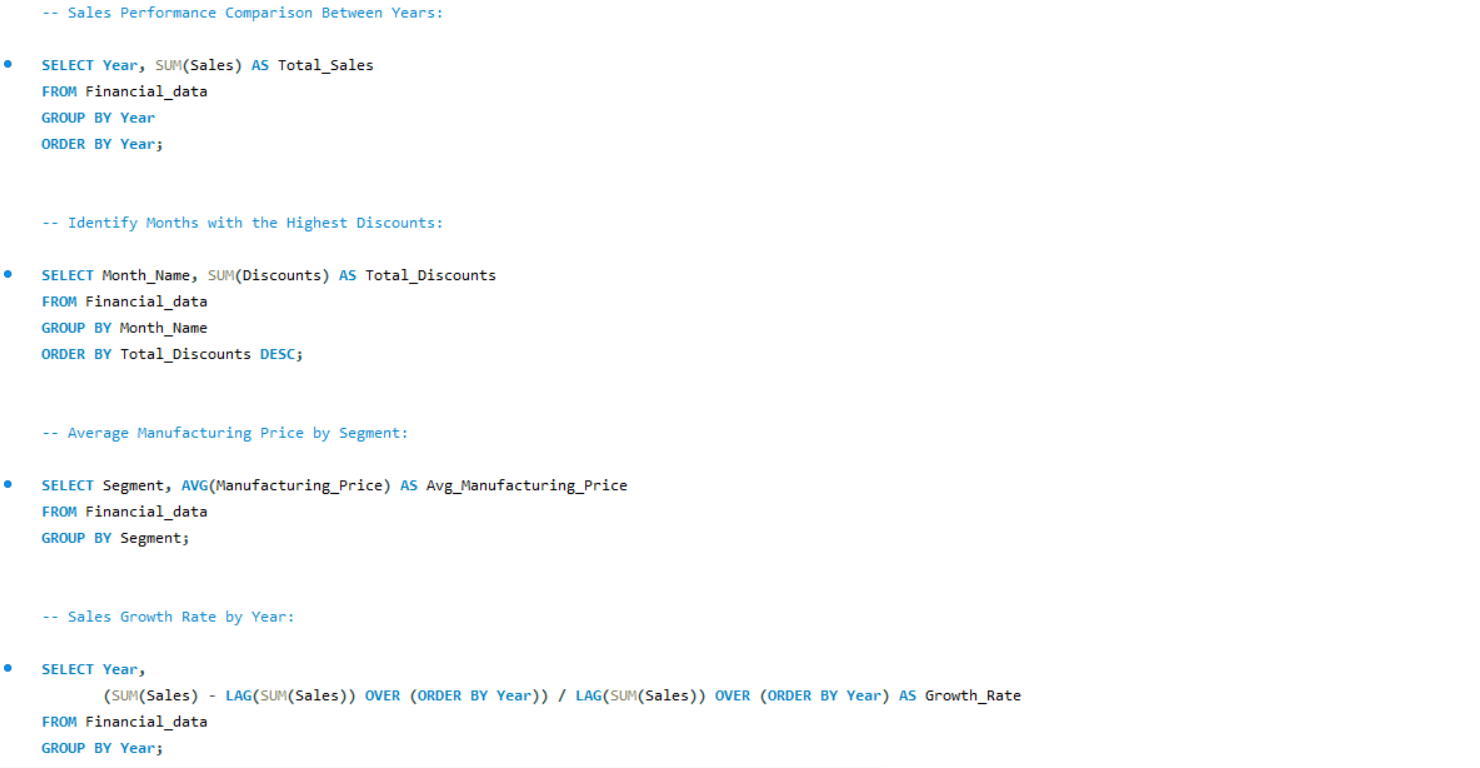 -- Sales Performance Comparison Between Years:
SELECT Year, SUM(Sales) AS Total_Sales
FROM Financial_data
GROUP BY Year
ORDER BY Year;
-- Identify Months with the Highest Discounts:
SELECT Month_Name, SUM(Discounts) AS Total_Discounts
FROM Financial_data
GROUP BY Month_Name
ORDER BY Total_Discounts DESC;
-- Average Manufacturing Price by Segment:
SELECT Segment, AVG(Manufacturing_Price) AS Avg_Manufacturing_Price
FROM Financial_data
GROUP BY Segment;
-- Sales Growth Rate by Year:
SELECT Year,
(SUM(Sales) - LAG(SUM(Sales)) OVER (ORDER BY Year)) / LAG(SUM(Sales)) OVER (ORDER BY Year) AS Growth_Rate
FROM Financial_data
GROUP BY Year;